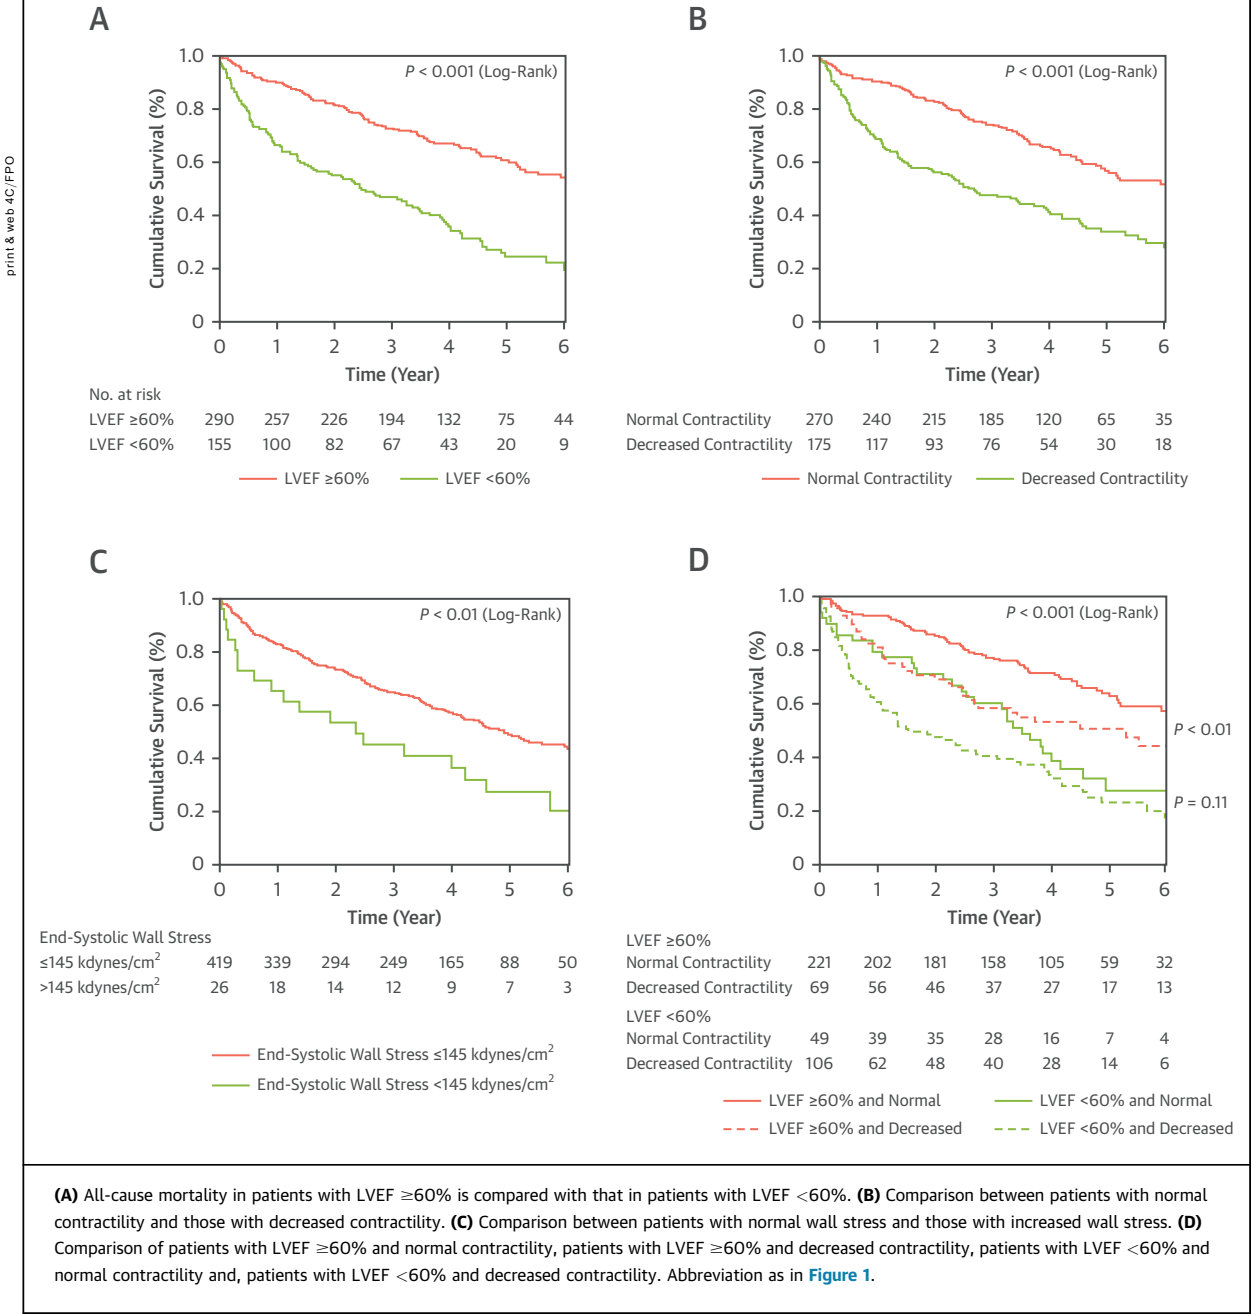 print & web 4C/FPO
A
Cumulative Survival (%)
1.0
0.8
0.6
0.4
0.2
0
P < 0.001 (Log-Rank)
0 1 2 3 4 5 6
Time (Year)
No. at risk
LVEF ≥60% 290 257 226 194 132 75 44
LVEF <60% 155 100 82 67 43 20 9
LVEF ≥60% LVEF <60%
B
Cumulative Survival (%)
1.0
0.8
0.6
0.4
0.2
0
P < 0.001 (Log-Rank)
0 1 2 3 4 5 6
Time (Year)
Normal Contractility 270 240 215 185 120 65 35
Decreased Contractility 175 117 93 76 54 30 18
Normal Contractility Decreased Contractility
C
Cumulative Survival (%)
1.0
0.8
0.6
0.4
0.2
0
P < 0.01 (Log-Rank)
0 1 2 3 4 5 6
Time (Year)
End-Systolic Wall Stress
≤145 kdynes/cm² 419 339 294 249 165 88 50
>145 kdynes/cm² 26 18 14 12 9 7 3
End-Systolic Wall Stress ≤145 kdynes/cm²
End-Systolic Wall Stress <145 kdynes/cm²
D
Cumulative Survival (%)
1.0
0.8
0.6
0.4
0.2
0
P < 0.001 (Log-Rank)
P < 0.01
P = 0.11
0 1 2 3 4 5 6
Time (Year)
LVEF ≥60%
Normal Contractility 221 202 181 158 105 59 32
Decreased Contractility 69 56 46 37 27 17 13
LVEF <60%
Normal Contractility 49 39 35 28 16 7 4
Decreased Contractility 106 62 48 40 28 14 6
LVEF ≥60% and Normal LVEF <60% and Normal
LVEF ≥60% and Decreased LVEF <60% and Decreased
(A) All-cause mortality in patients with LVEF ≥60% is compared with that in patients with LVEF <60%. (B) Comparison between patients with normal
contractility and those with decreased contractility. (C) Comparison between patients with normal wall stress and those with increased wall stress. (D)
Comparison of patients with LVEF ≥60% and normal contractility, patients with LVEF ≥60% and decreased contractility, patients with LVEF <60% and
normal contractility and, patients with LVEF <60% and decreased contractility. Abbreviation as in Figure 1.